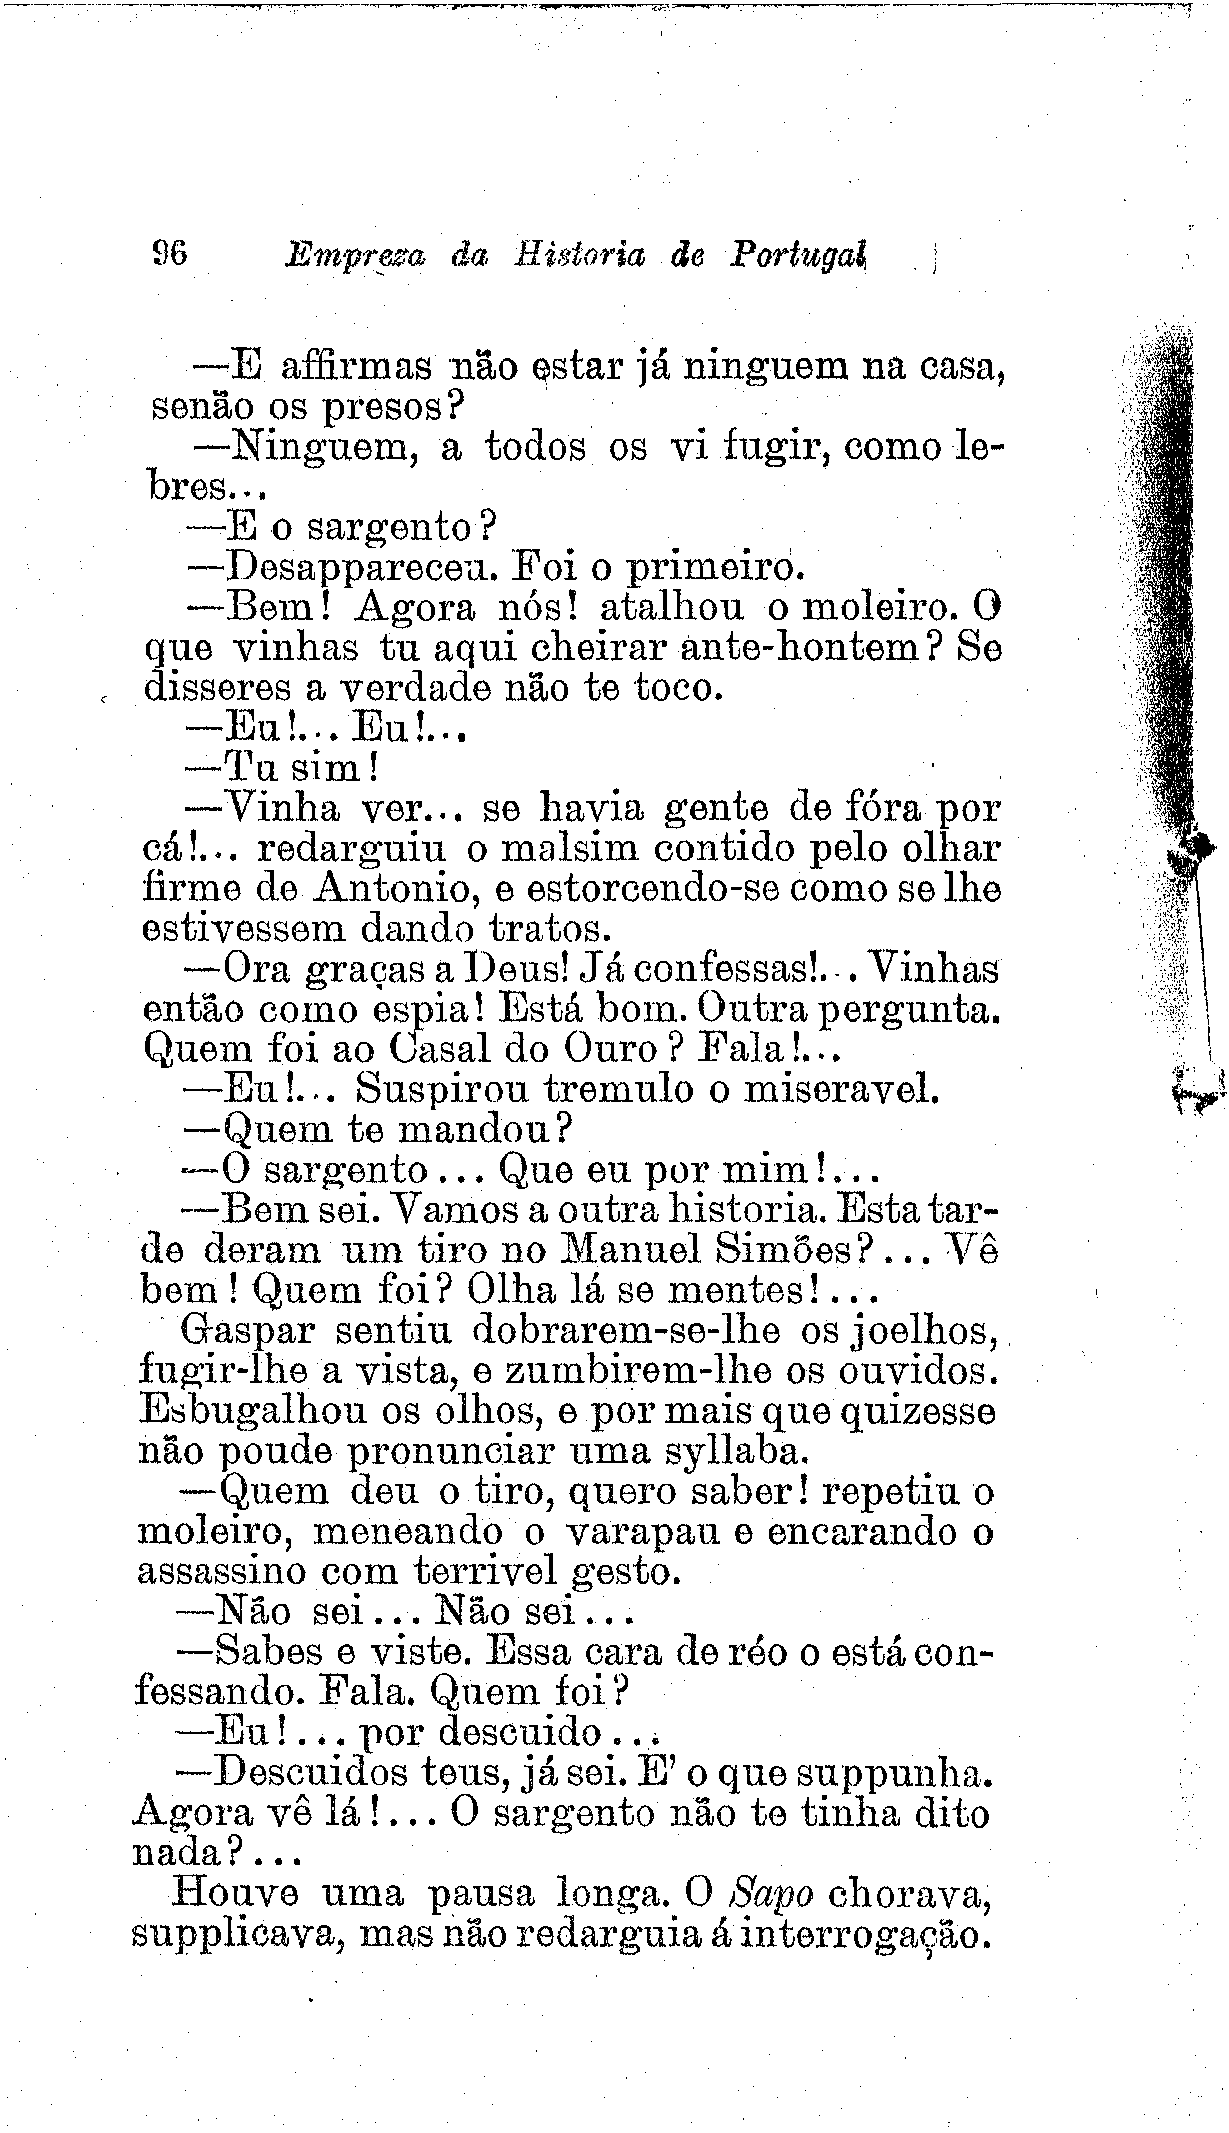 96 Empreza da Historia de Portugal
—E affirmas não estar já ninguem na casa,
senão os presos?
—Ninguem, a todos os vi fugir, como le-
bres...
—E o sargento?
—Desappareceu. Foi o primeiro.
—Bem! Agora nós! atalhou o moleiro. O
que vinhas tu aqui cheirar ante-hontem? Se
disseres a verdade não te toco.
—Eu!... Eu!...
—Tu sim!
—Vinha ver... se havia gente de fóra por
cá!... redarguiu o malsim contido pelo olhar
firme de Antonio, e estorcendo-se como se lhe
estivessem dando tratos.
—Ora graças a Deus! Já confessas!... Vinhas
então como espia! Está bom. Outra pergunta.
Quem foi ao Casal do Ouro? Fala!...
—Eu!... Suspirou tremulo o miseravel.
—Quem te mandou?
—O sargento... Que eu por mim!...
—Bem sei. Vamos a outra historia. Esta tar-
de deram um tiro no Manuel Simões?... Vê
bem! Quem foi? Olha lá se mentes!...
Gaspar sentiu dobrarem-se-lhe os joelhos,
fugir-lhe a vista, e zumbirem-lhe os ouvidos.
Esbugalhou os olhos, e por mais que quizesse
não poude pronunciar uma syllaba.
—Quem deu o tiro, quero saber! repetiu o
moleiro, meneando o varapau e encarando o
assassino com terrivel gesto.
—Não sei... Não sei...
—Sabes e viste. Essa cara de réo o está con-
fessando. Fala. Quem foi?
—Eu!... por descuido...
—Descuidos teus, já sei. E' o que suppunha.
Agora vê lá!... O sargento não te tinha dito
nada?...
Houve uma pausa longa. O Sapo chorava,
supplicava, mas não redarguia á interrogação.